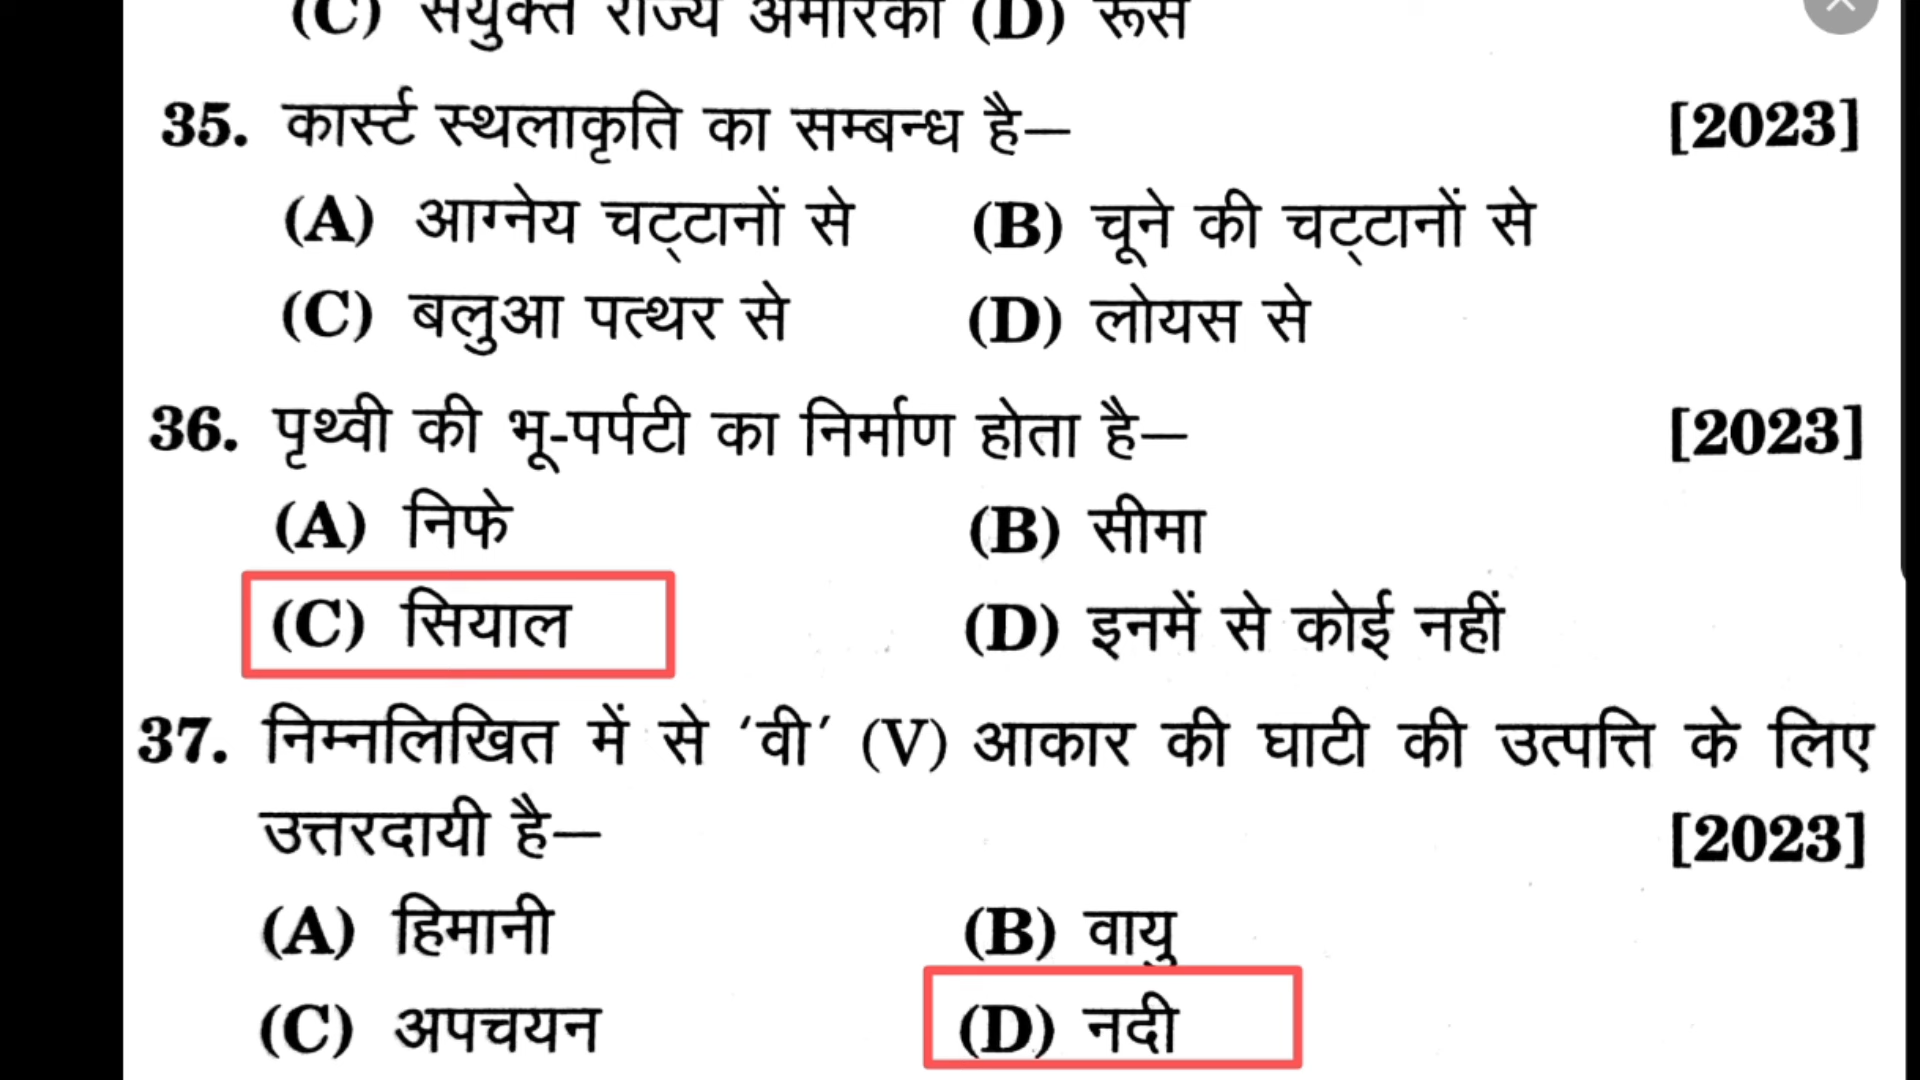 (C) संयुक्त राज्य अमेरिका (D) रूस
35. कार्स्ट स्थलाकृति का सम्बन्ध है— [2023]
(A) आग्नेय चट्टानों से (B) चूने की चट्टानों से
(C) बलुआ पत्थर से (D) लोयस से
36. पृथ्वी की भू-पर्पटी का निर्माण होता है— [2023]
(A) निफे (B) सीमा
(C) सियाल (D) इनमें से कोई नहीं
37. निम्नलिखित में से ‘वी’ (V) आकार की घाटी की उत्पत्ति के लिए
उत्तरदायी है— [2023]
(A) हिमानी (B) वायु
(C) अपचयन (D) नदी